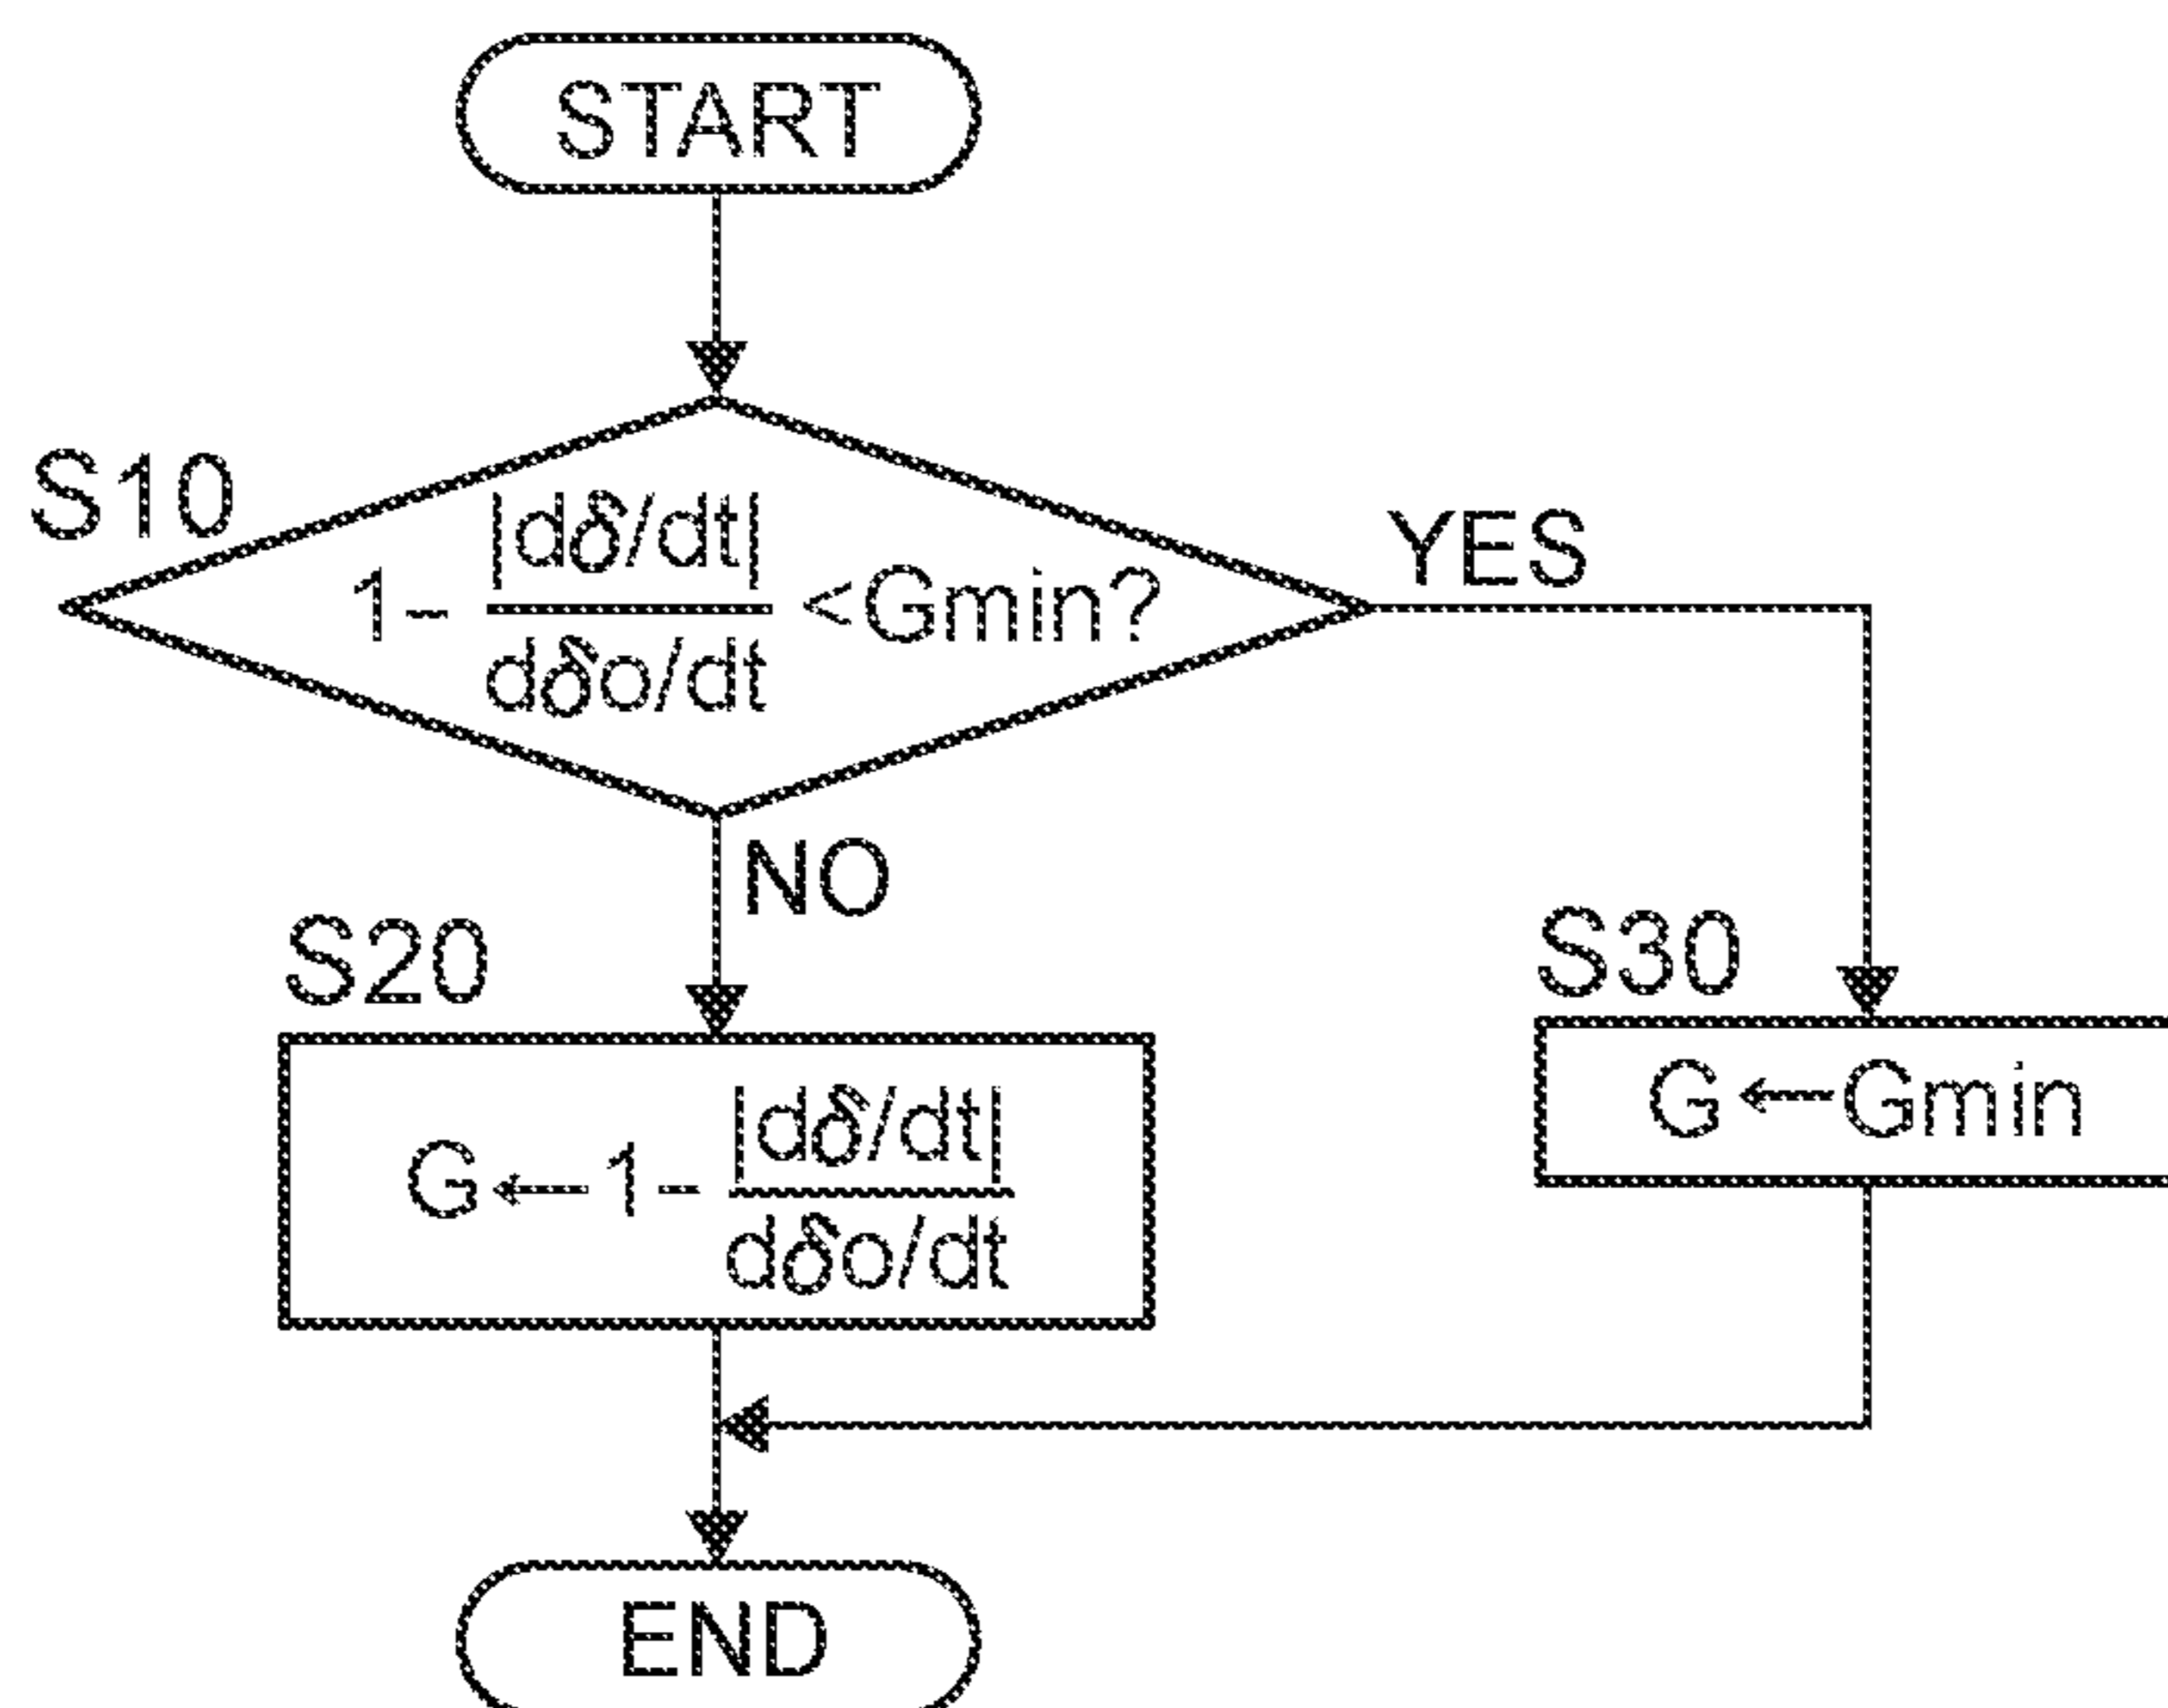 START
S10
1- |dδ/dt| / dδo/dt <Gmin?
YES
NO
S20
G←1- |dδ/dt| / dδo/dt
S30
G←Gmin
END